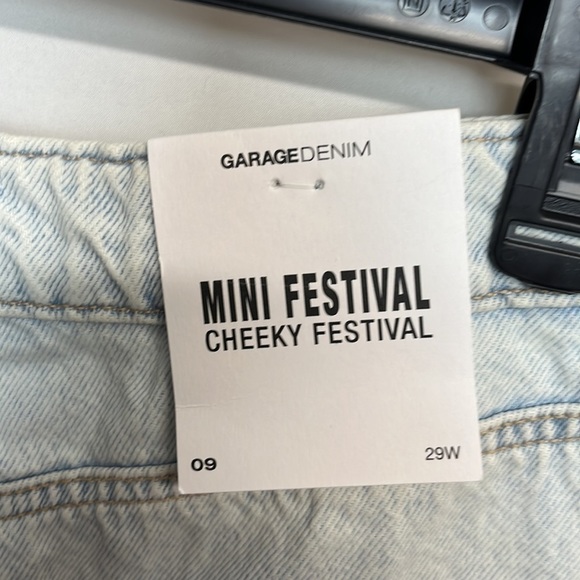 GARAGEDENIM
MINI FESTIVAL
CHEEKY FESTIVAL
09
29W